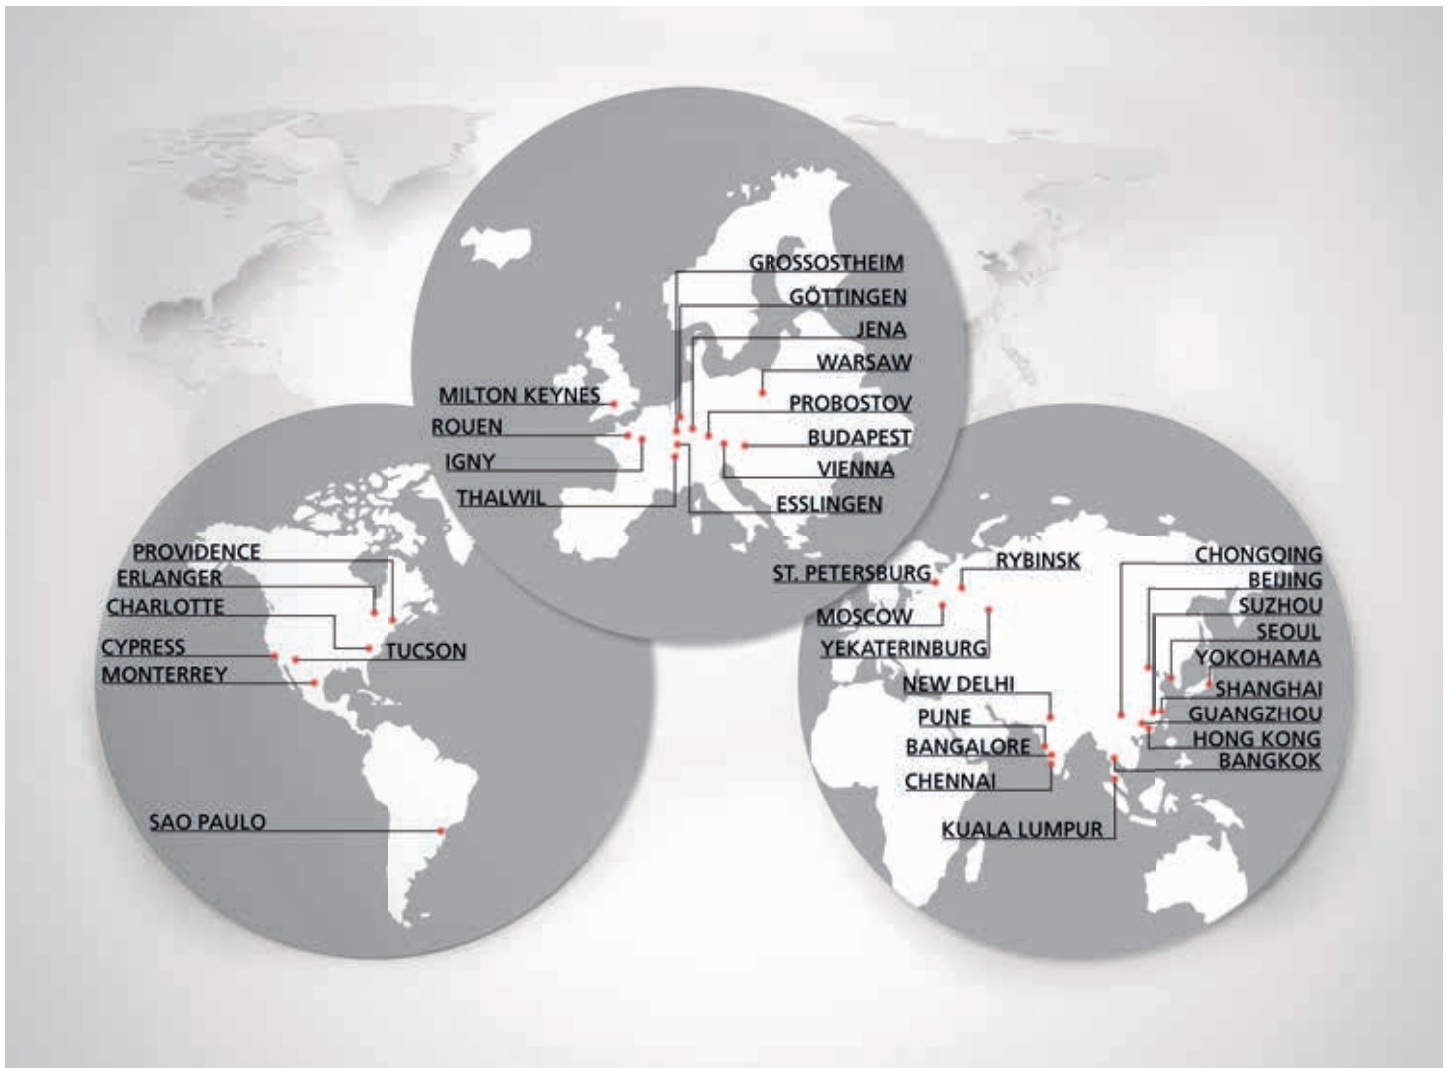 GROSSOSTHEIM
GÖTTINGEN
JENA
WARSAW
MILTON KEYNES
PROBOSTOV
ROUEN
BUDAPEST
IGNY
VIENNA
THALWIL
ESSLINGEN
PROVIDENCE
ERLANGER
CHARLOTTE
CYPRESS
TUCSON
MONTERREY
SAO PAULO
ST. PETERSBURG
RYBINSK
MOSCOW
YEKATERINBURG
NEW DELHI
PUNE
BANGALORE
CHENNAI
KUALA LUMPUR
CHONGQING
BEIJING
SUZHOU
SEOUL
YOKOHAMA
SHANGHAI
GUANGZHOU
HONG KONG
BANGKOK